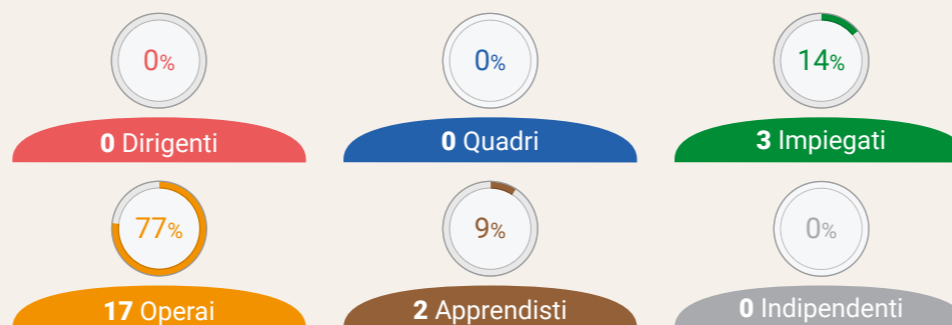 0% 0% 14%
0 Dirigenti 0 Quadri 3 Impiegati
77% 9% 0%
17 Operai 2 Apprendisti 0 Indipendenti